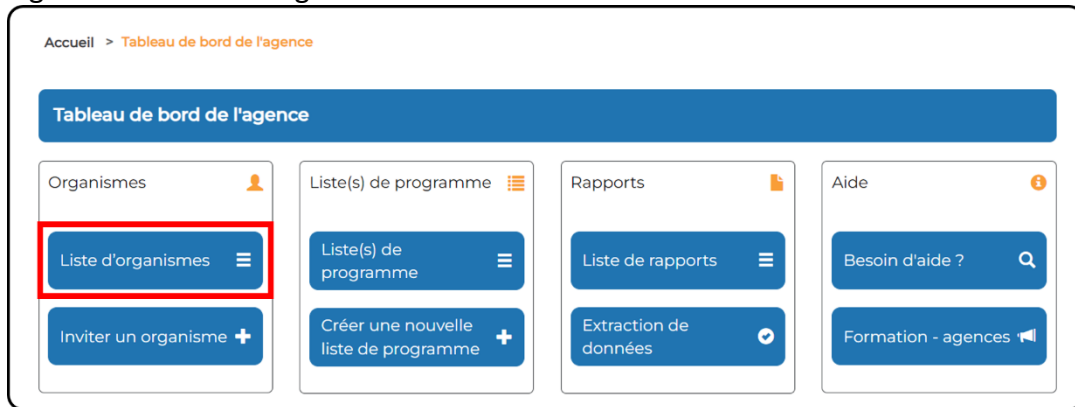 Accueil > Tableau de bord de l'agence
Tableau de bord de l'agence
Organismes
Liste d'organismes
Inviter un organisme
Liste(s) de programme
Liste(s) de
programme
Créer une nouvelle
liste de programme
Rapports
Liste de rapports
Extraction de
données
Aide
Besoin d'aide ?
Formation - agences